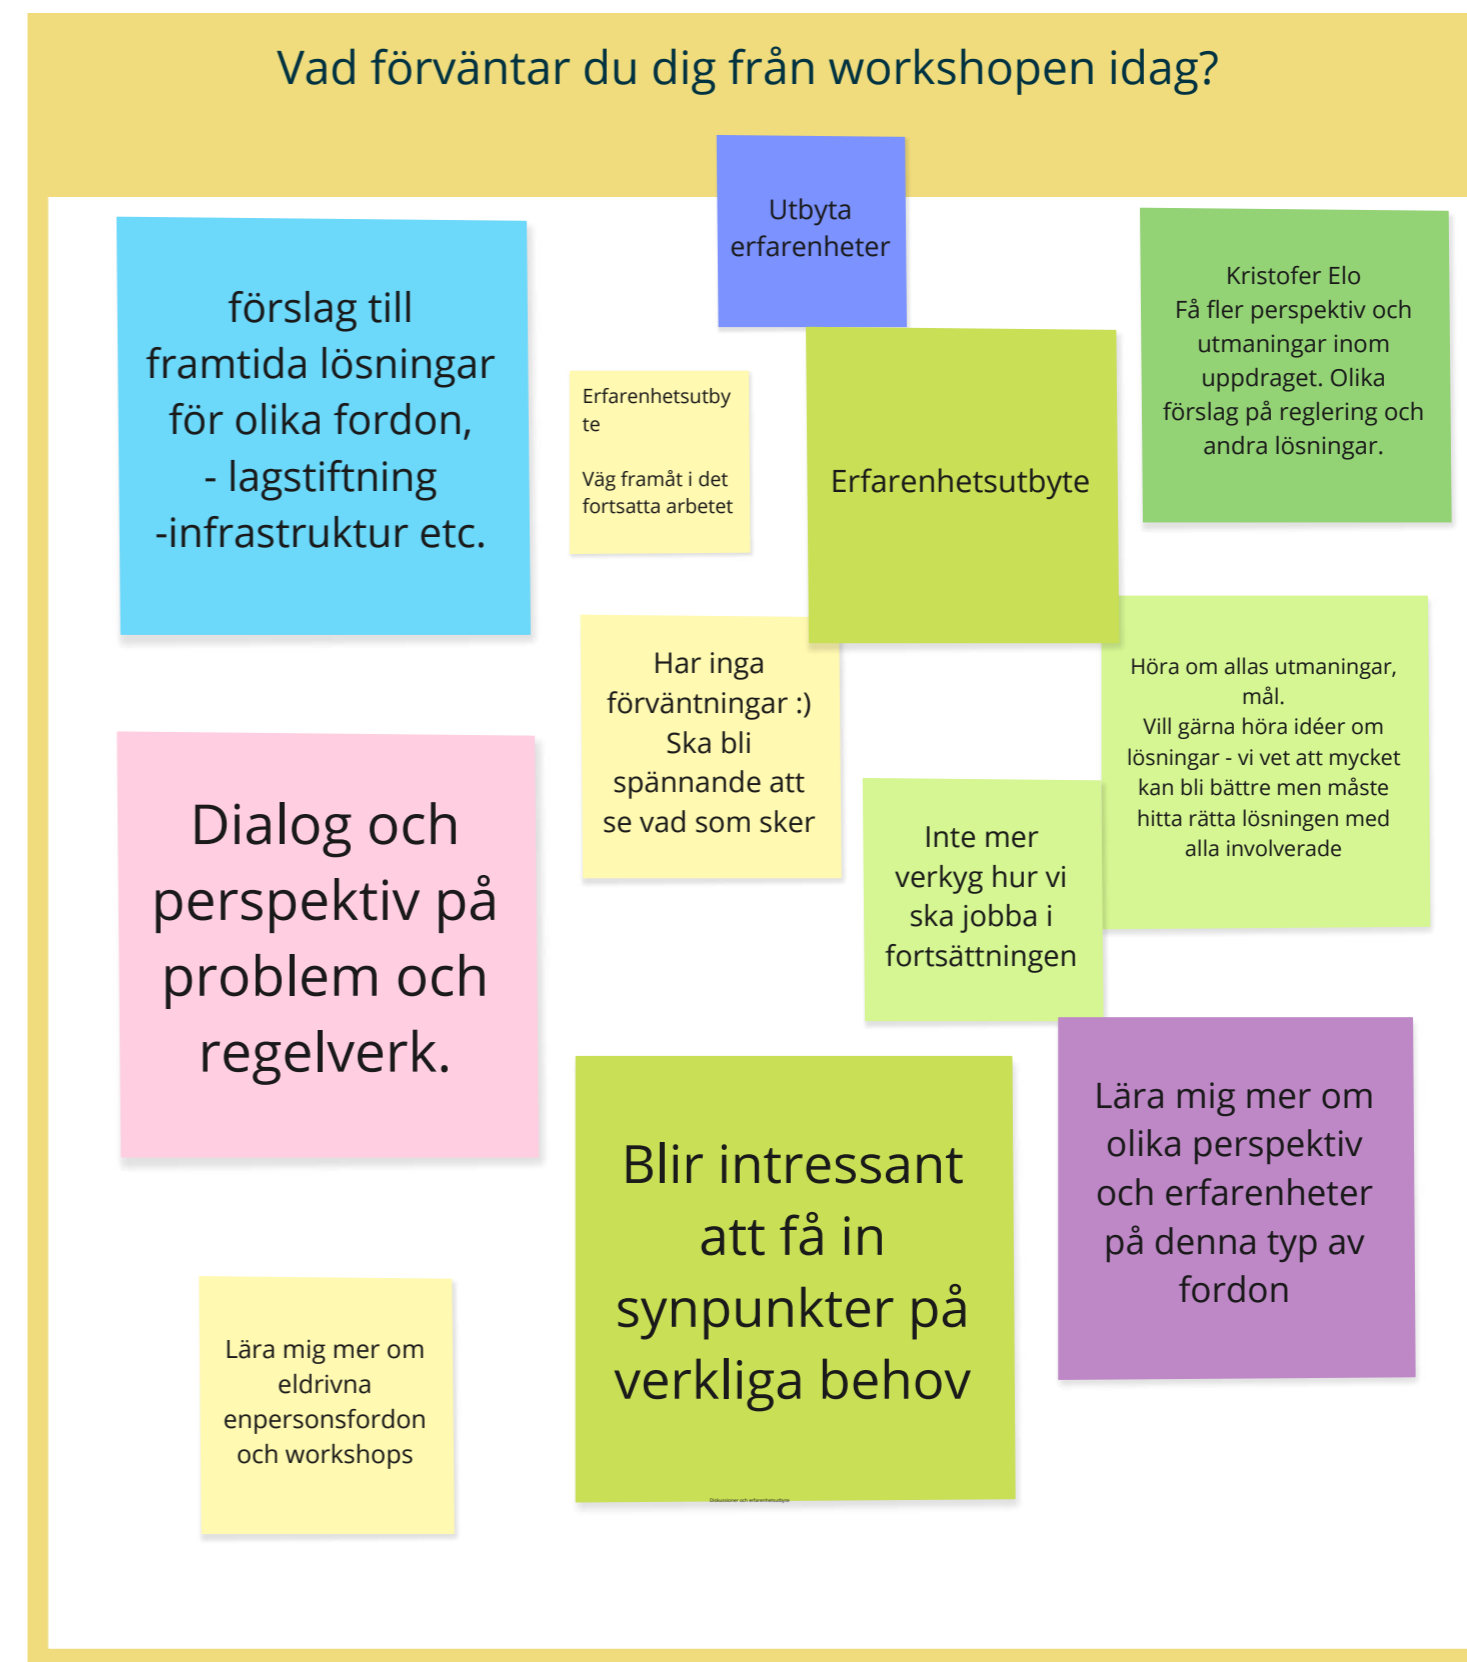 Vad förväntar du dig från workshopen idag?
Utbyta
erfarenheter
förslag till
framtida lösningar
för olika fordon,
- lagstiftning
-infrastruktur etc.
Erfarenhetsutby
te
Väg framåt i det
fortsatta arbetet
Erfarenhetsutbyte
Kristofer Elo
Få fler perspektiv och
utmaningar inom
uppdraget. Olika
förslag på reglering och
andra lösningar.
Har inga
förväntningar :)
Ska bli
spännande att
se vad som sker
Höra om allas utmaningar,
mål.
Vill gärna höra idéer om
lösningar - vi vet att mycket
kan bli bättre men måste
hitta rätta lösningen med
alla involverade
Dialog och
perspektiv på
problem och
regelverk.
Inte mer
verkyg hur vi
ska jobba i
fortsättningen
Blir intressant
att få in
synpunkter på
verkliga behov
Lära mig mer om
olika perspektiv
och erfarenheter
på denna typ av
fordon
Lära mig mer om
eldrivna
enpersonsfordon
och workshops
Diskussioner och erfarenhetsutbyte